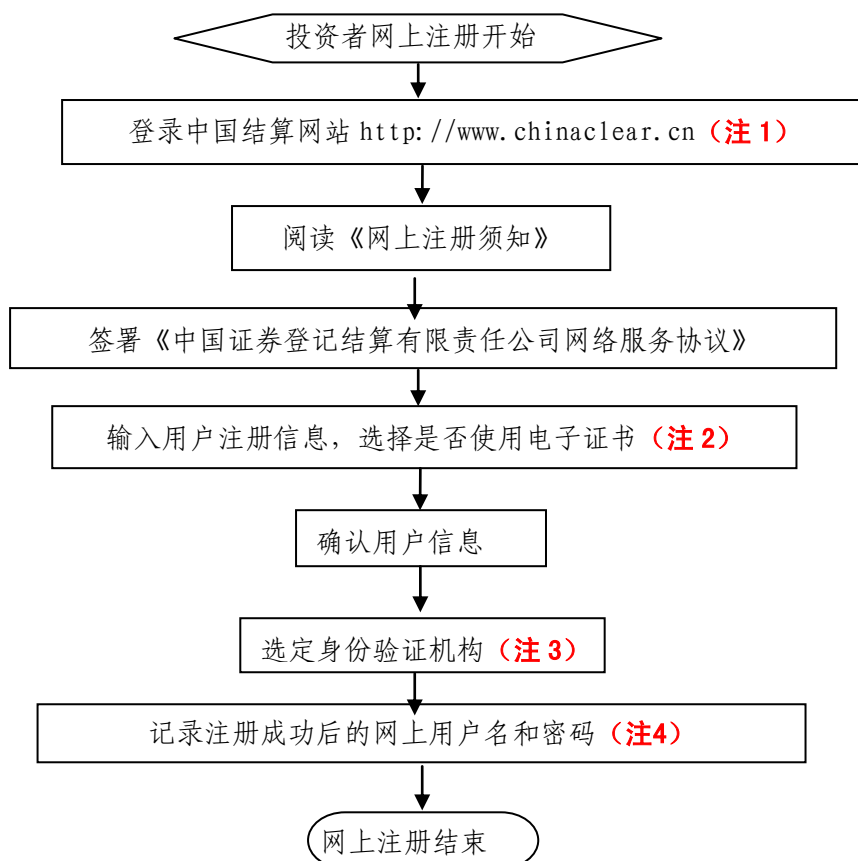 投资者网上注册开始
登录中国结算网站 http://www.chinaclear.cn（注 1）
阅读《网上注册须知》
签署《中国证券登记结算有限责任公司网络服务协议》
输入用户注册信息，选择是否使用电子证书（注 2）
确认用户信息
选定身份验证机构（注 3）
记录注册成功后的网上用户名和密码（注4）
网上注册结束